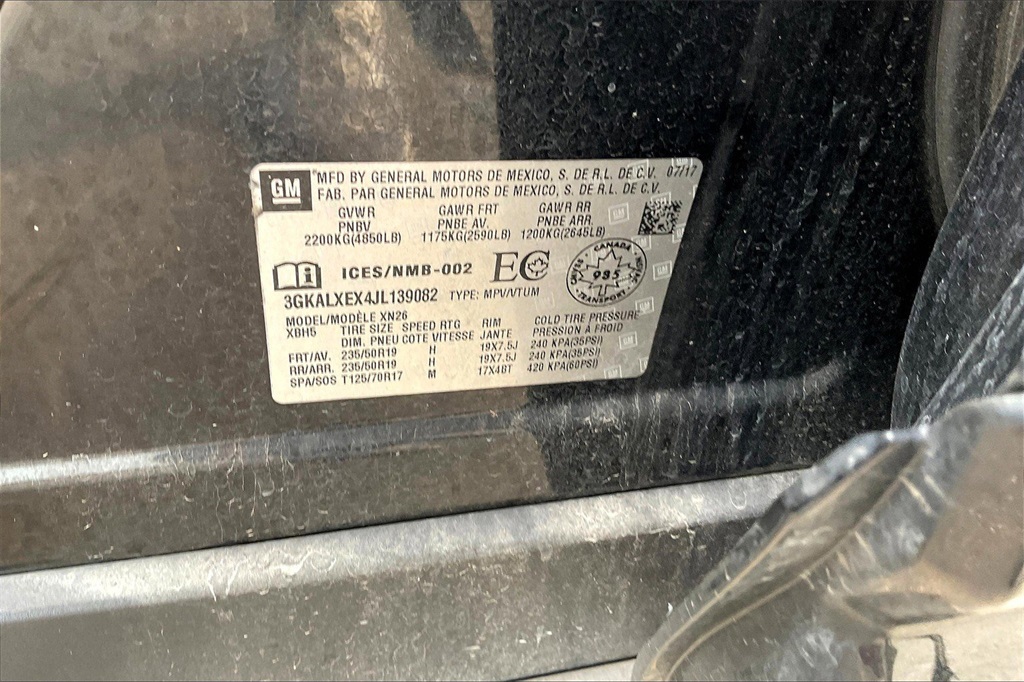 GM
MFD BY GENERAL MOTORS DE MEXICO, S. DE R.L. DE C.V. 07/17
FAB. PAR GENERAL MOTORS DE MEXICO, S. DE R.L. DE C.V.
GVWR GAWR FRT GAWR RR
PNBV PNBE AV. PNBE ARR.
2200KG(4850LB) 1175KG(2590LB) 1200KG(2645LB)
ICES/NMB-002 EC
CANADA
985
TRANSPORT
3GKALXEX4JL139082 TYPE: MPV/VTUM
MODEL/MODÈLE XN26
XBH5 TIRE SIZE SPEED RTG RIM COLD TIRE PRESSURE
DIM. PNEU COTE VITESSE JANTE PRESSION À FROID
FRT/AV. 235/50R19 H 19X7.5J 240 KPA(35PSI)
RR/ARR. 235/50R19 H 19X7.5J 240 KPA(35PSI)
SPA/SOS T125/70R17 M 17X4BT 420 KPA(60PSI)